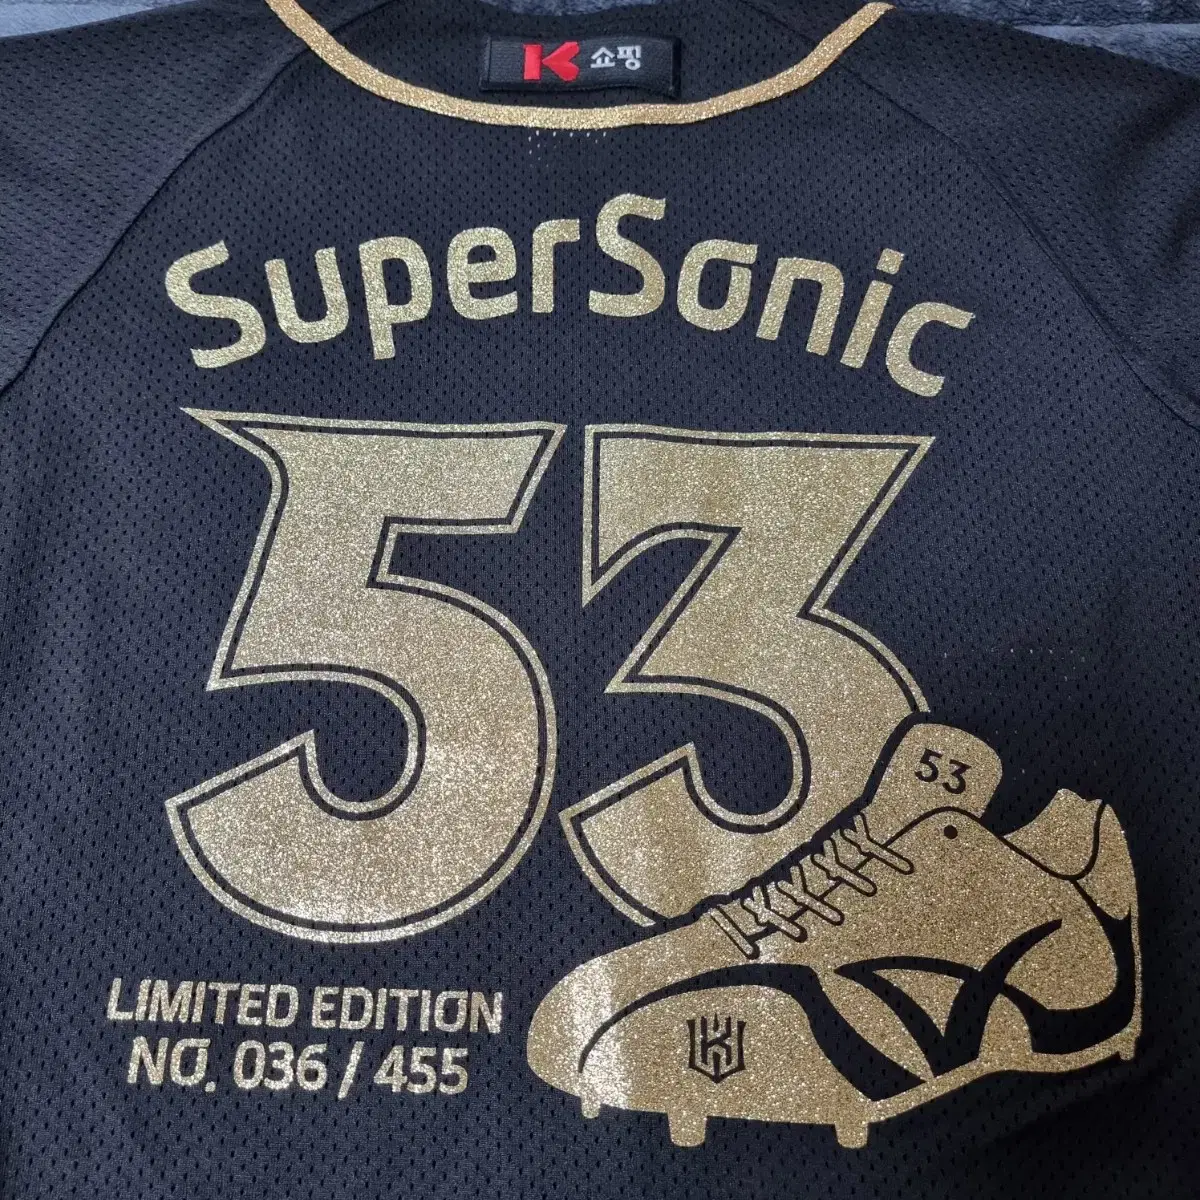 K 쇼핑
SuperSonic
53
53
LIMITED EDITION
NO. 036 / 455